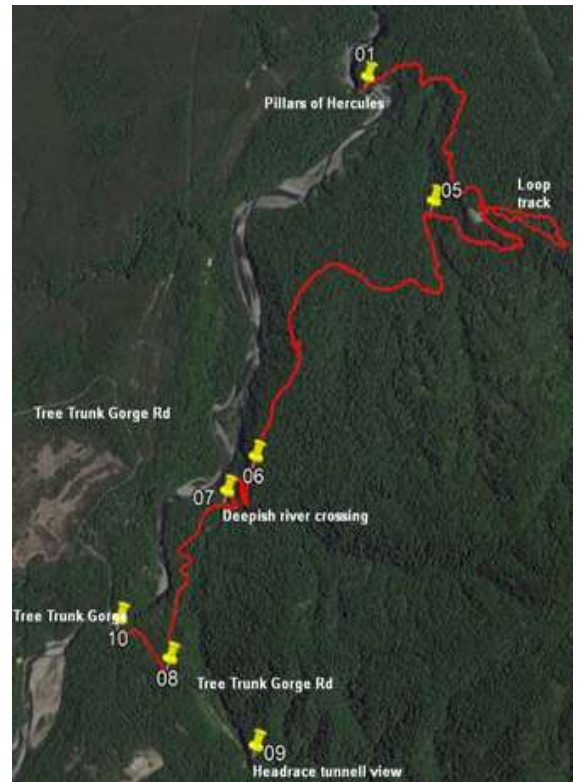 01
Pillars of Hercules
05
Loop
track
Tree Trunk Gorge Rd
06
07
Deepish river crossing
Tree Trunk Gorge
10
08
Tree Trunk Gorge Rd
09
Headrace tunnell view